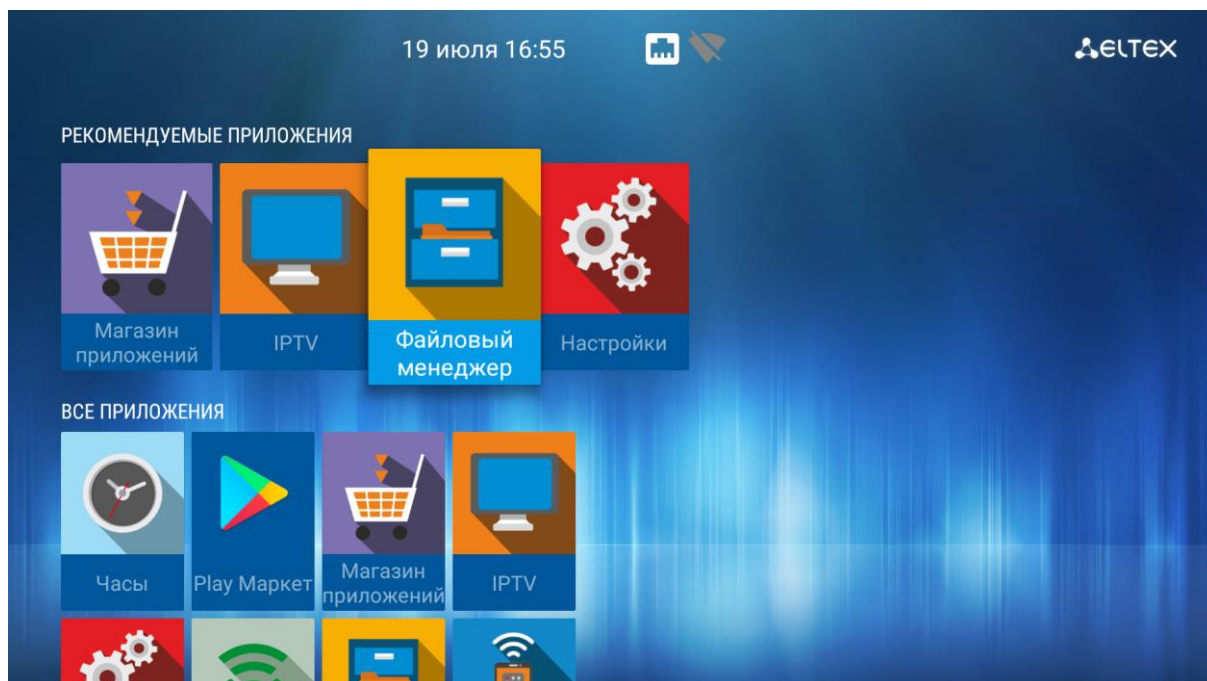 19 июля 16:55
ELTEX
РЕКОМЕНДУЕМЫЕ ПРИЛОЖЕНИЯ
Магазин
приложений
IPTV
Файловый
менеджер
Настройки
ВСЕ ПРИЛОЖЕНИЯ
Часы
Play Маркет
Магазин
приложений
IPTV